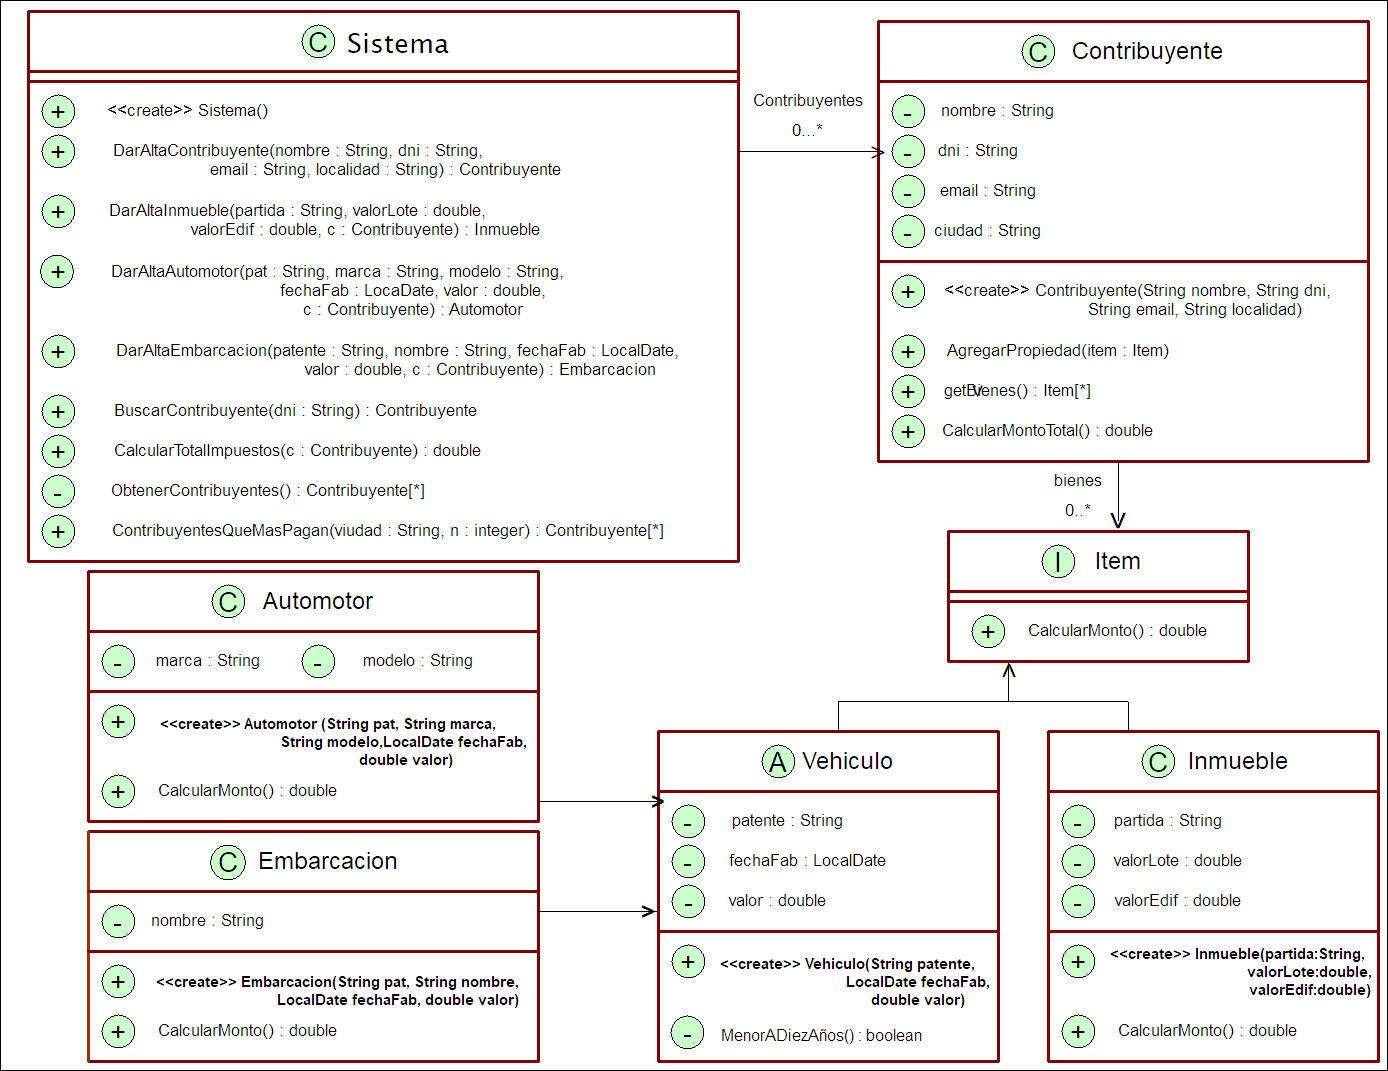 C Sistema
+ <<create>> Sistema()
+ DarAltaContribuyente(nombre : String, dni : String,
email : String, localidad : String) : Contribuyente
+ DarAltaInmueble(partida : String, valorLote : double,
valorEdif : double, c : Contribuyente) : Inmueble
+ DarAltaAutomotor(pat : String, marca : String, modelo : String,
fechaFab : LocaDate, valor : double,
c : Contribuyente) : Automotor
+ DarAltaEmbarcacion(patente : String, nombre : String, fechaFab : LocalDate,
valor : double, c : Contribuyente) : Embarcacion
+ BuscarContribuyente(dni : String) : Contribuyente
+ CalcularTotalImpuestos(c : Contribuyente) : double
- ObtenerContribuyentes() : Contribuyente[*]
+ ContribuyentesQueMasPagan(viudad : String, n : integer) : Contribuyente[*]
Contribuyentes
0...*
C Contribuyente
- nombre : String
- dni : String
- email : String
- ciudad : String
+ <<create>> Contribuyente(String nombre, String dni,
String email, String localidad)
+ AgregarPropiedad(item : Item)
+ getBienes() : Item[*]
+ CalcularMontoTotal() : double
bienes
0..*
I Item
+ CalcularMonto() : double
C Automotor
- marca : String - modelo : String
+ <<create>> Automotor (String pat, String marca,
String modelo,LocalDate fechaFab,
double valor)
+ CalcularMonto() : double
C Embarcacion
- nombre : String
+ <<create>> Embarcacion(String pat, String nombre,
LocalDate fechaFab, double valor)
+ CalcularMonto() : double
A Vehiculo
- patente : String
- fechaFab : LocalDate
- valor : double
+ <<create>> Vehiculo(String patente,
LocalDate fechaFab,
double valor)
- MenorADiezAños() : boolean
C Inmueble
- partida : String
- valorLote : double
- valorEdif : double
+ <<create>> Inmueble(partida:String,
valorLote:double,
valorEdif:double)
+ CalcularMonto() : double